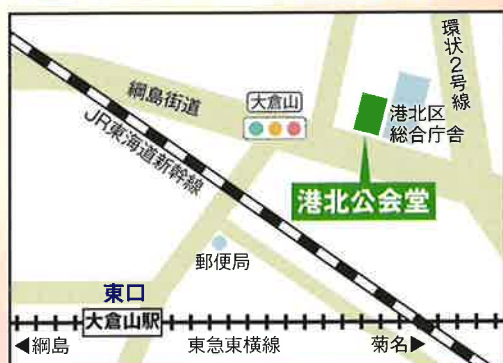 環状2号線
綱島街道
大倉山
港北区
総合庁舎
JR東海道新幹線
港北公会堂
郵便局
東口
大倉山駅
◀綱島
東急東横線
菊名▶